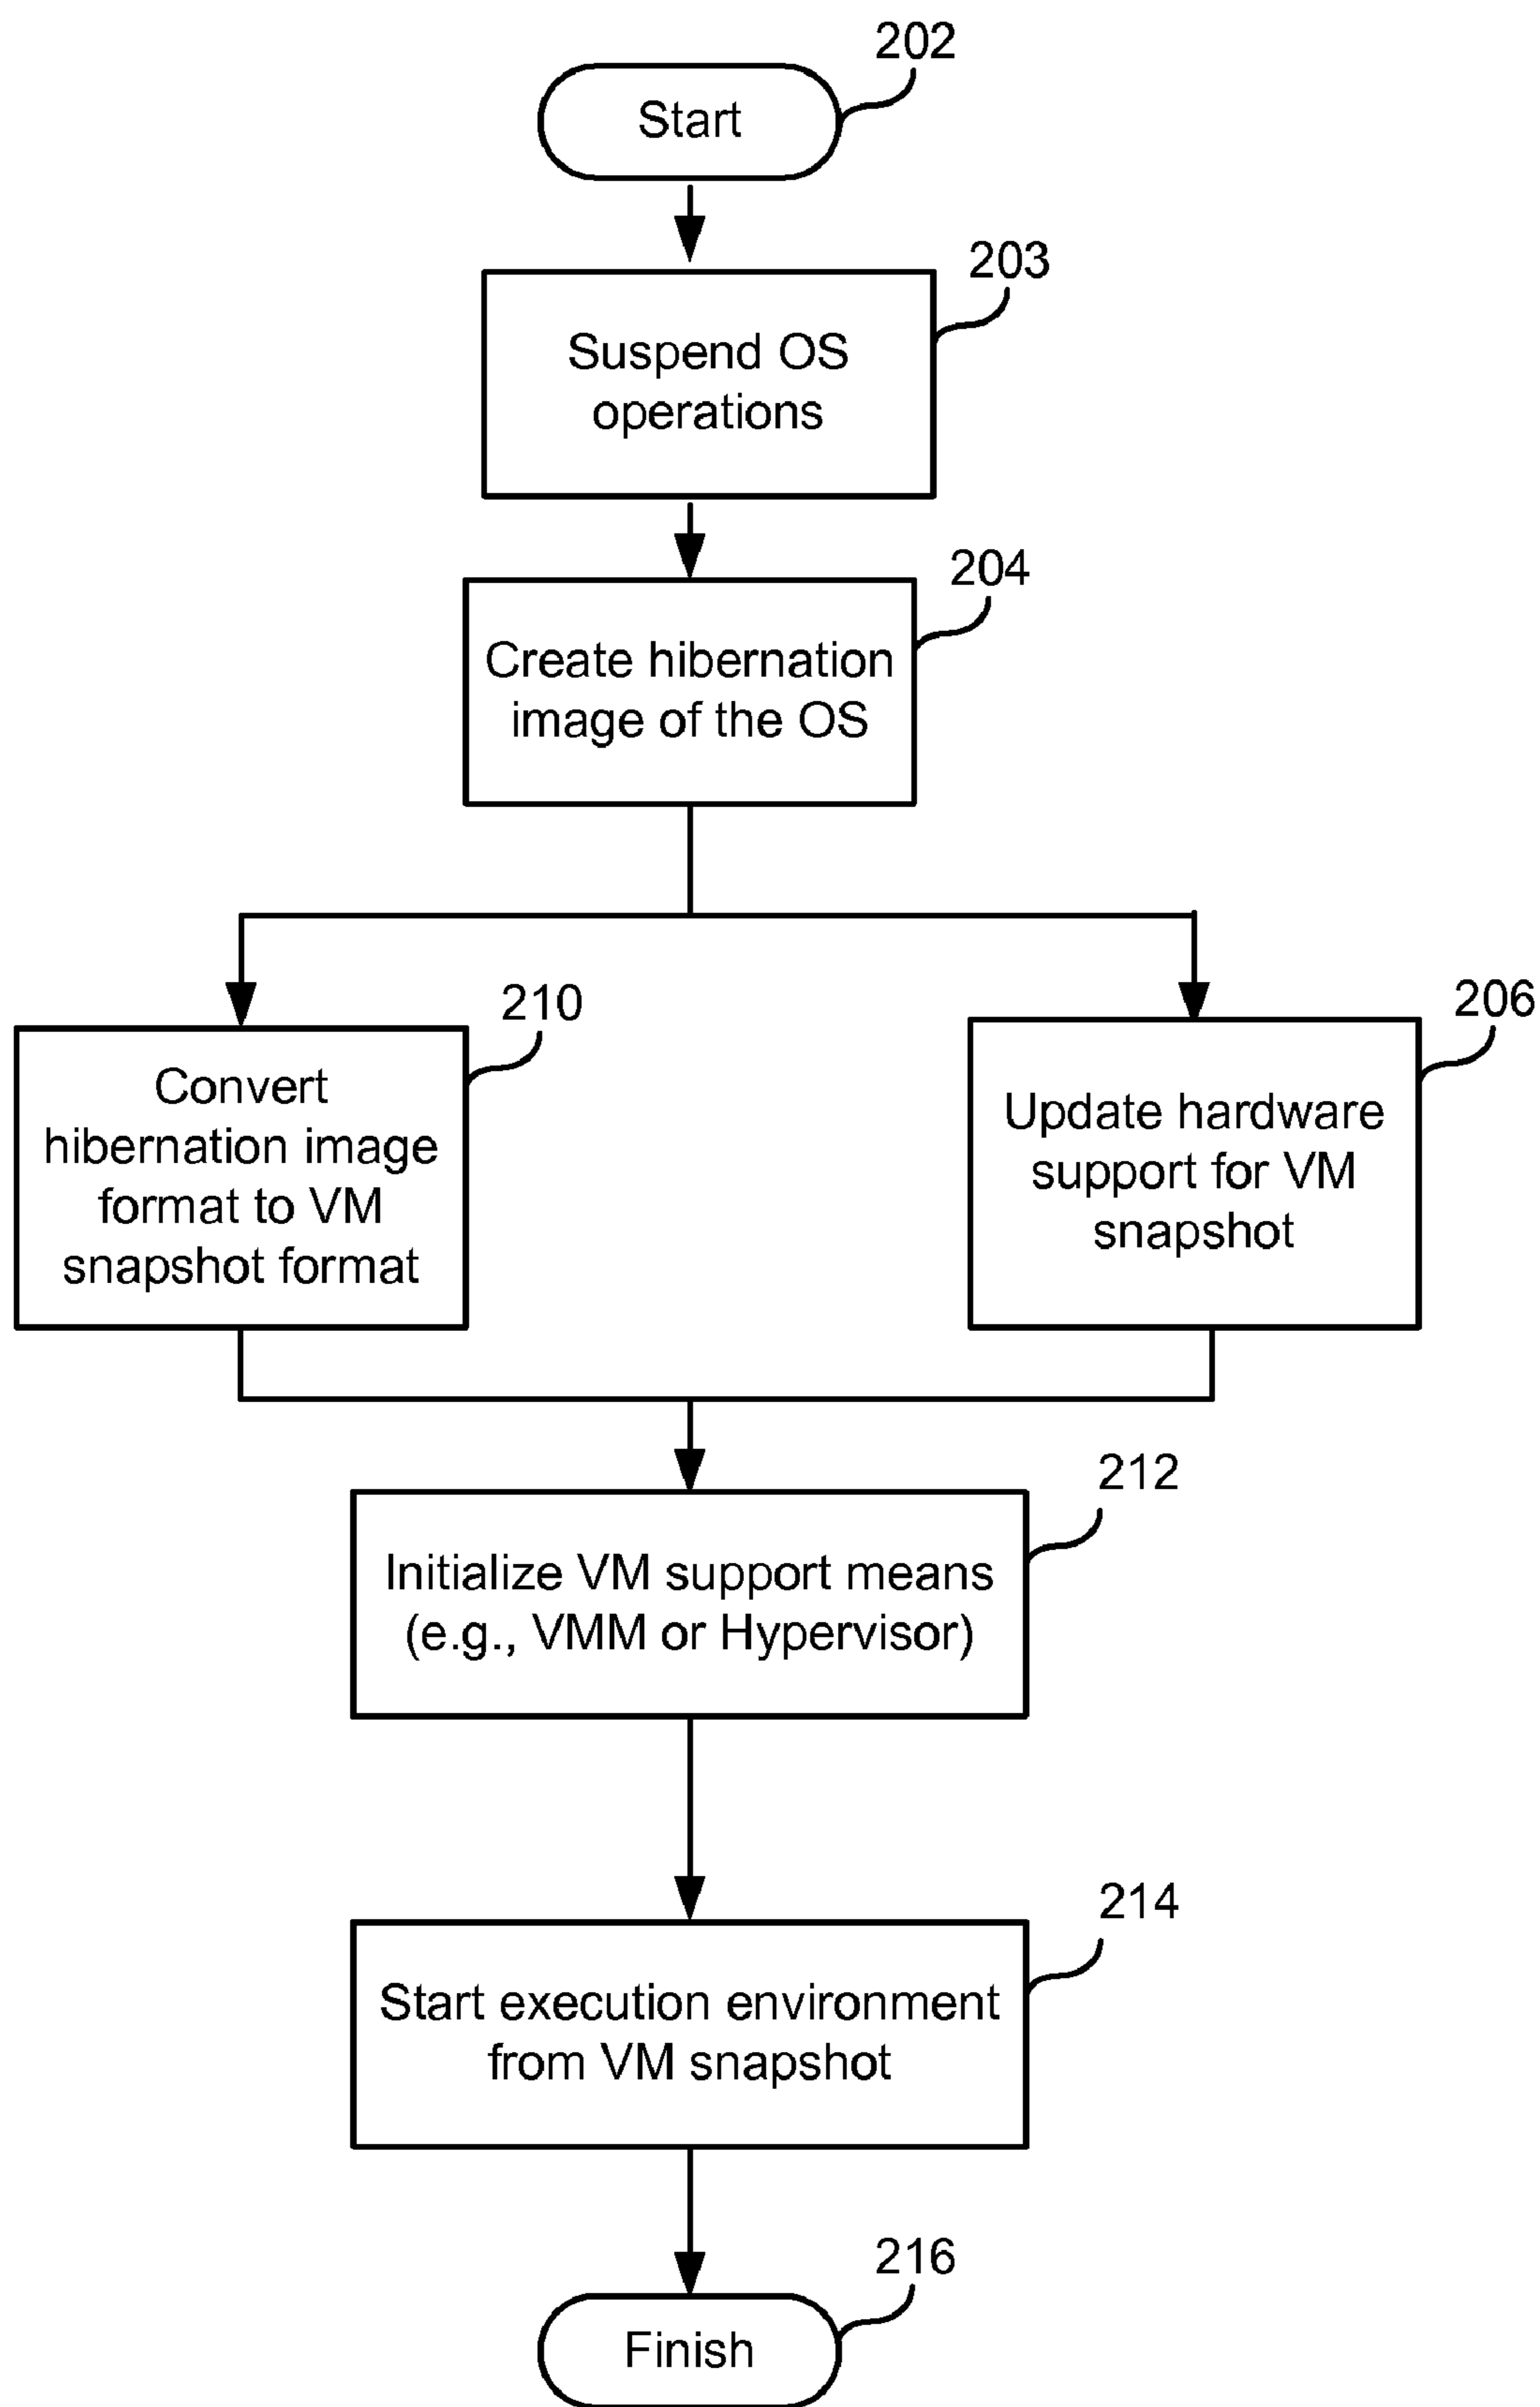 202
Start
203
Suspend OS
operations
204
Create hibernation
image of the OS
210
Convert
hibernation image
format to VM
snapshot format
206
Update hardware
support for VM
snapshot
212
Initialize VM support means
(e.g., VMM or Hypervisor)
214
Start execution environment
from VM snapshot
216
Finish